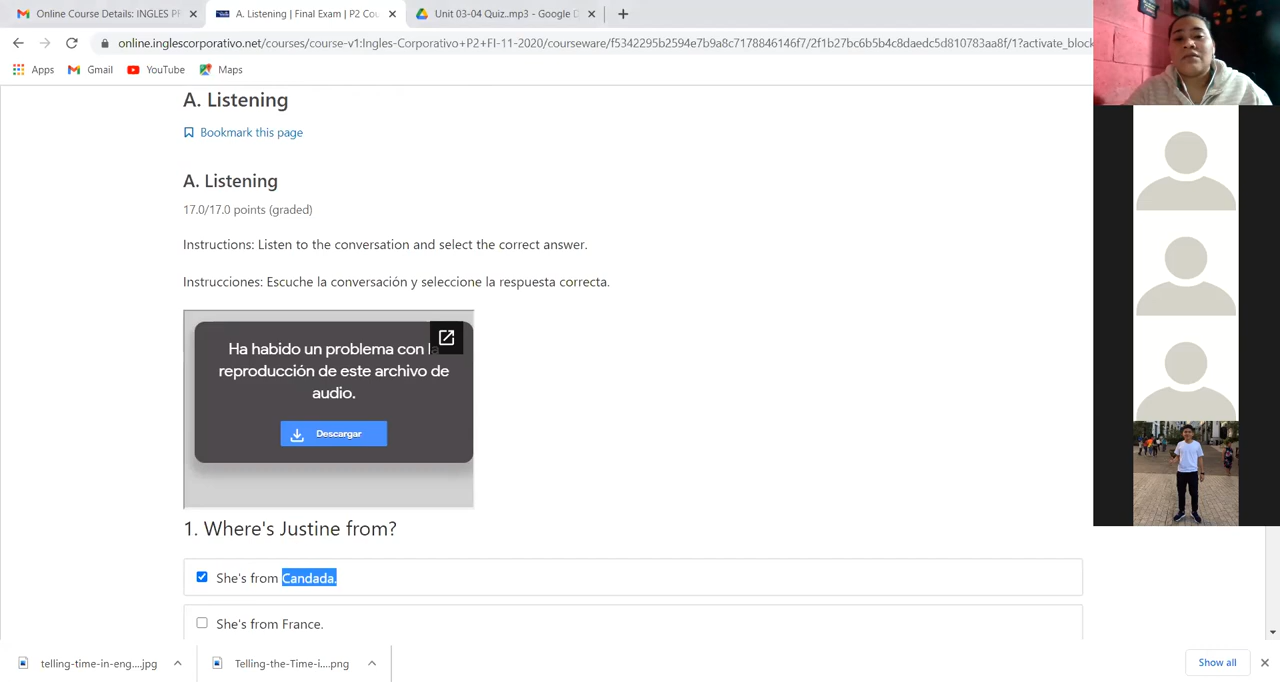 Online Course Details: INGLES PR
A. Listening | Final Exam | P2 Cou
Unit 03-04 Quiz..mp3 - Google D
online.inglescorporativo.net/courses/course-v1:Ingles-Corporativo+P2+FI-11-2020/courseware/f5342295b2594e7b9a8c7178846146f7/2f1b27bc6b5b4c8daedc5d810783aa8f/1?activate_block
Apps Gmail YouTube Maps
A. Listening
Bookmark this page
A. Listening
17.0/17.0 points (graded)
Instructions: Listen to the conversation and select the correct answer.
Instrucciones: Escuche la conversación y seleccione la respuesta correcta.
Ha habido un problema con la
reproducción de este archivo de
audio.
Descargar
1. Where's Justine from?
She's from Candada.
She's from France.
telling-time-in-eng....jpg
Telling-the-Time-i....png
Show all